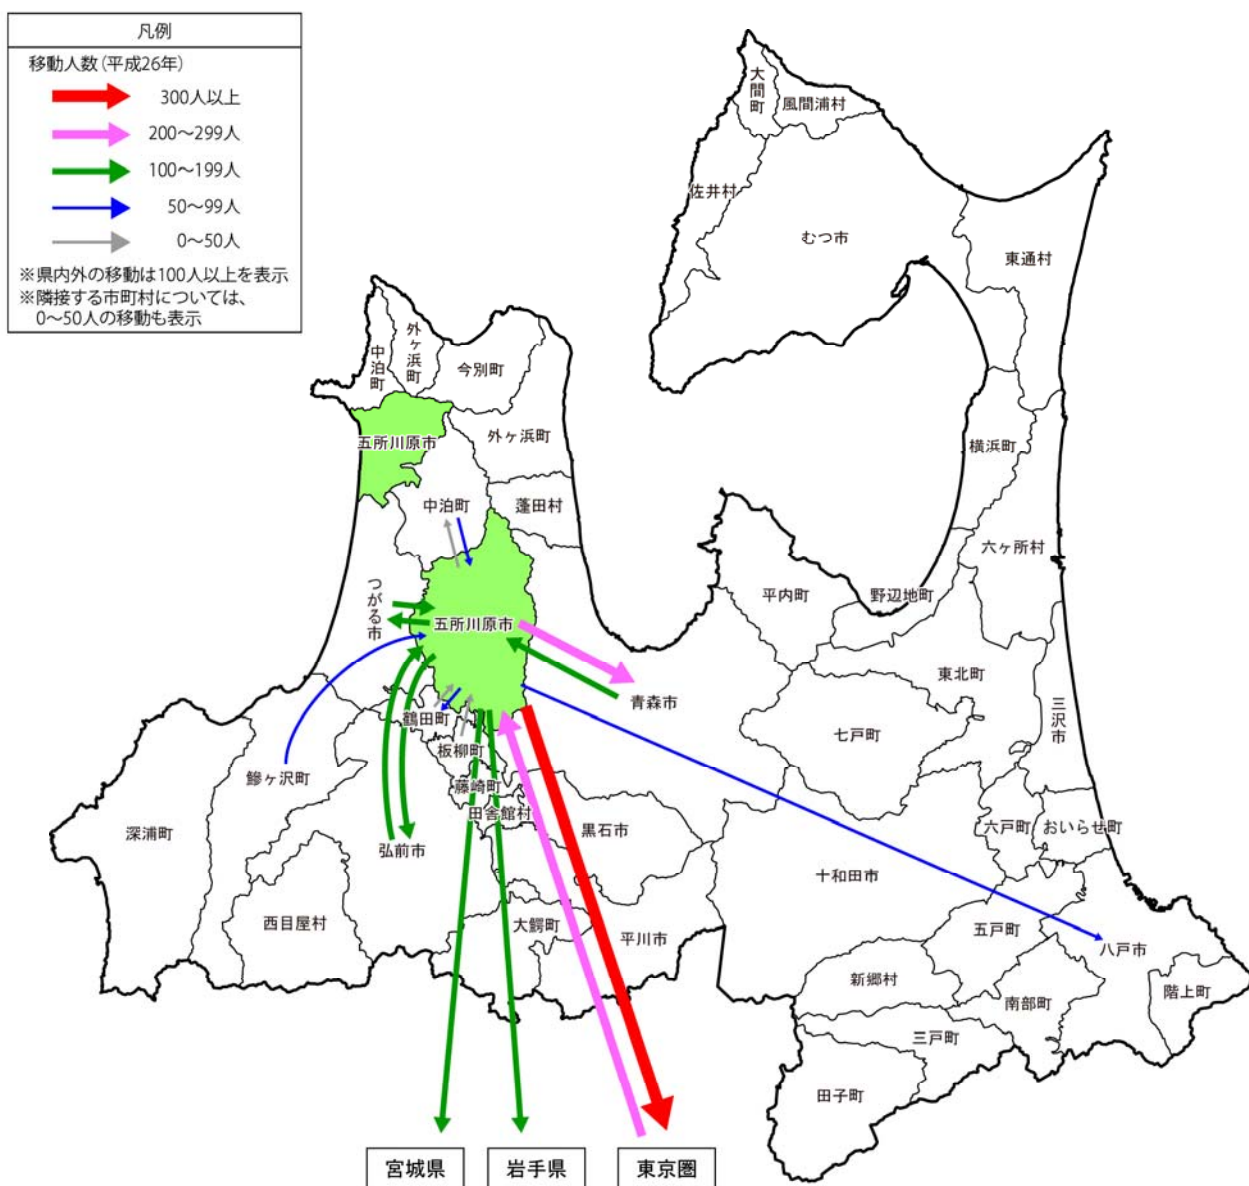 凡例
移動人数(平成26年)
300人以上
200～299人
100～199人
50～99人
0～50人
※県内外の移動は100人以上を表示
※隣接する市町村については、
0～50人の移動も表示
大間町
風間浦村
佐井村
むつ市
東通村
中泊町
外ヶ浜町
今別町
五所川原市
外ヶ浜町
横浜町
中泊町
蓬田村
六ヶ所村
つがる市
五所川原市
平内町
野辺地町
東北町
青森市
三沢市
鶴田町
七戸町
板柳町
鰺ヶ沢町
藤崎町
田舎館村
深浦町
黒石市
六戸町
おいらせ町
弘前市
十和田市
西目屋村
大鰐町
平川市
五戸町
八戸市
新郷村
南部町
階上町
三戸町
田子町
宮城県
岩手県
東京圏